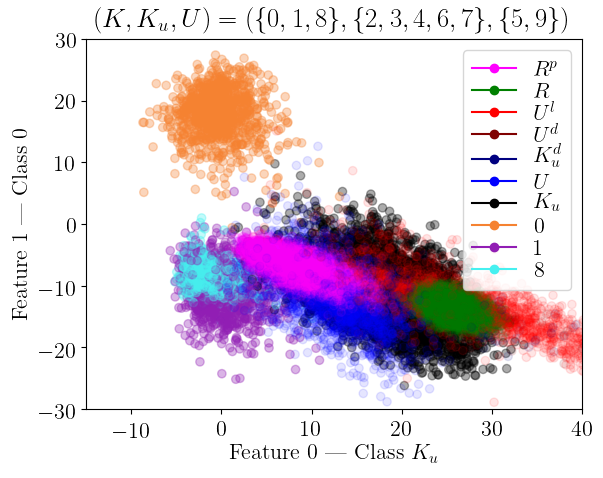 (K, K_u, U) = ({0, 1, 8}, {2, 3, 4, 6, 7}, {5, 9})
30
20
10
0
−10
−20
−30
Feature 1 — Class 0
R^p
R
U^l
U^d
K_u^d
U
K_u
0
1
8
−10
0
10
20
30
40
Feature 0 — Class K_u